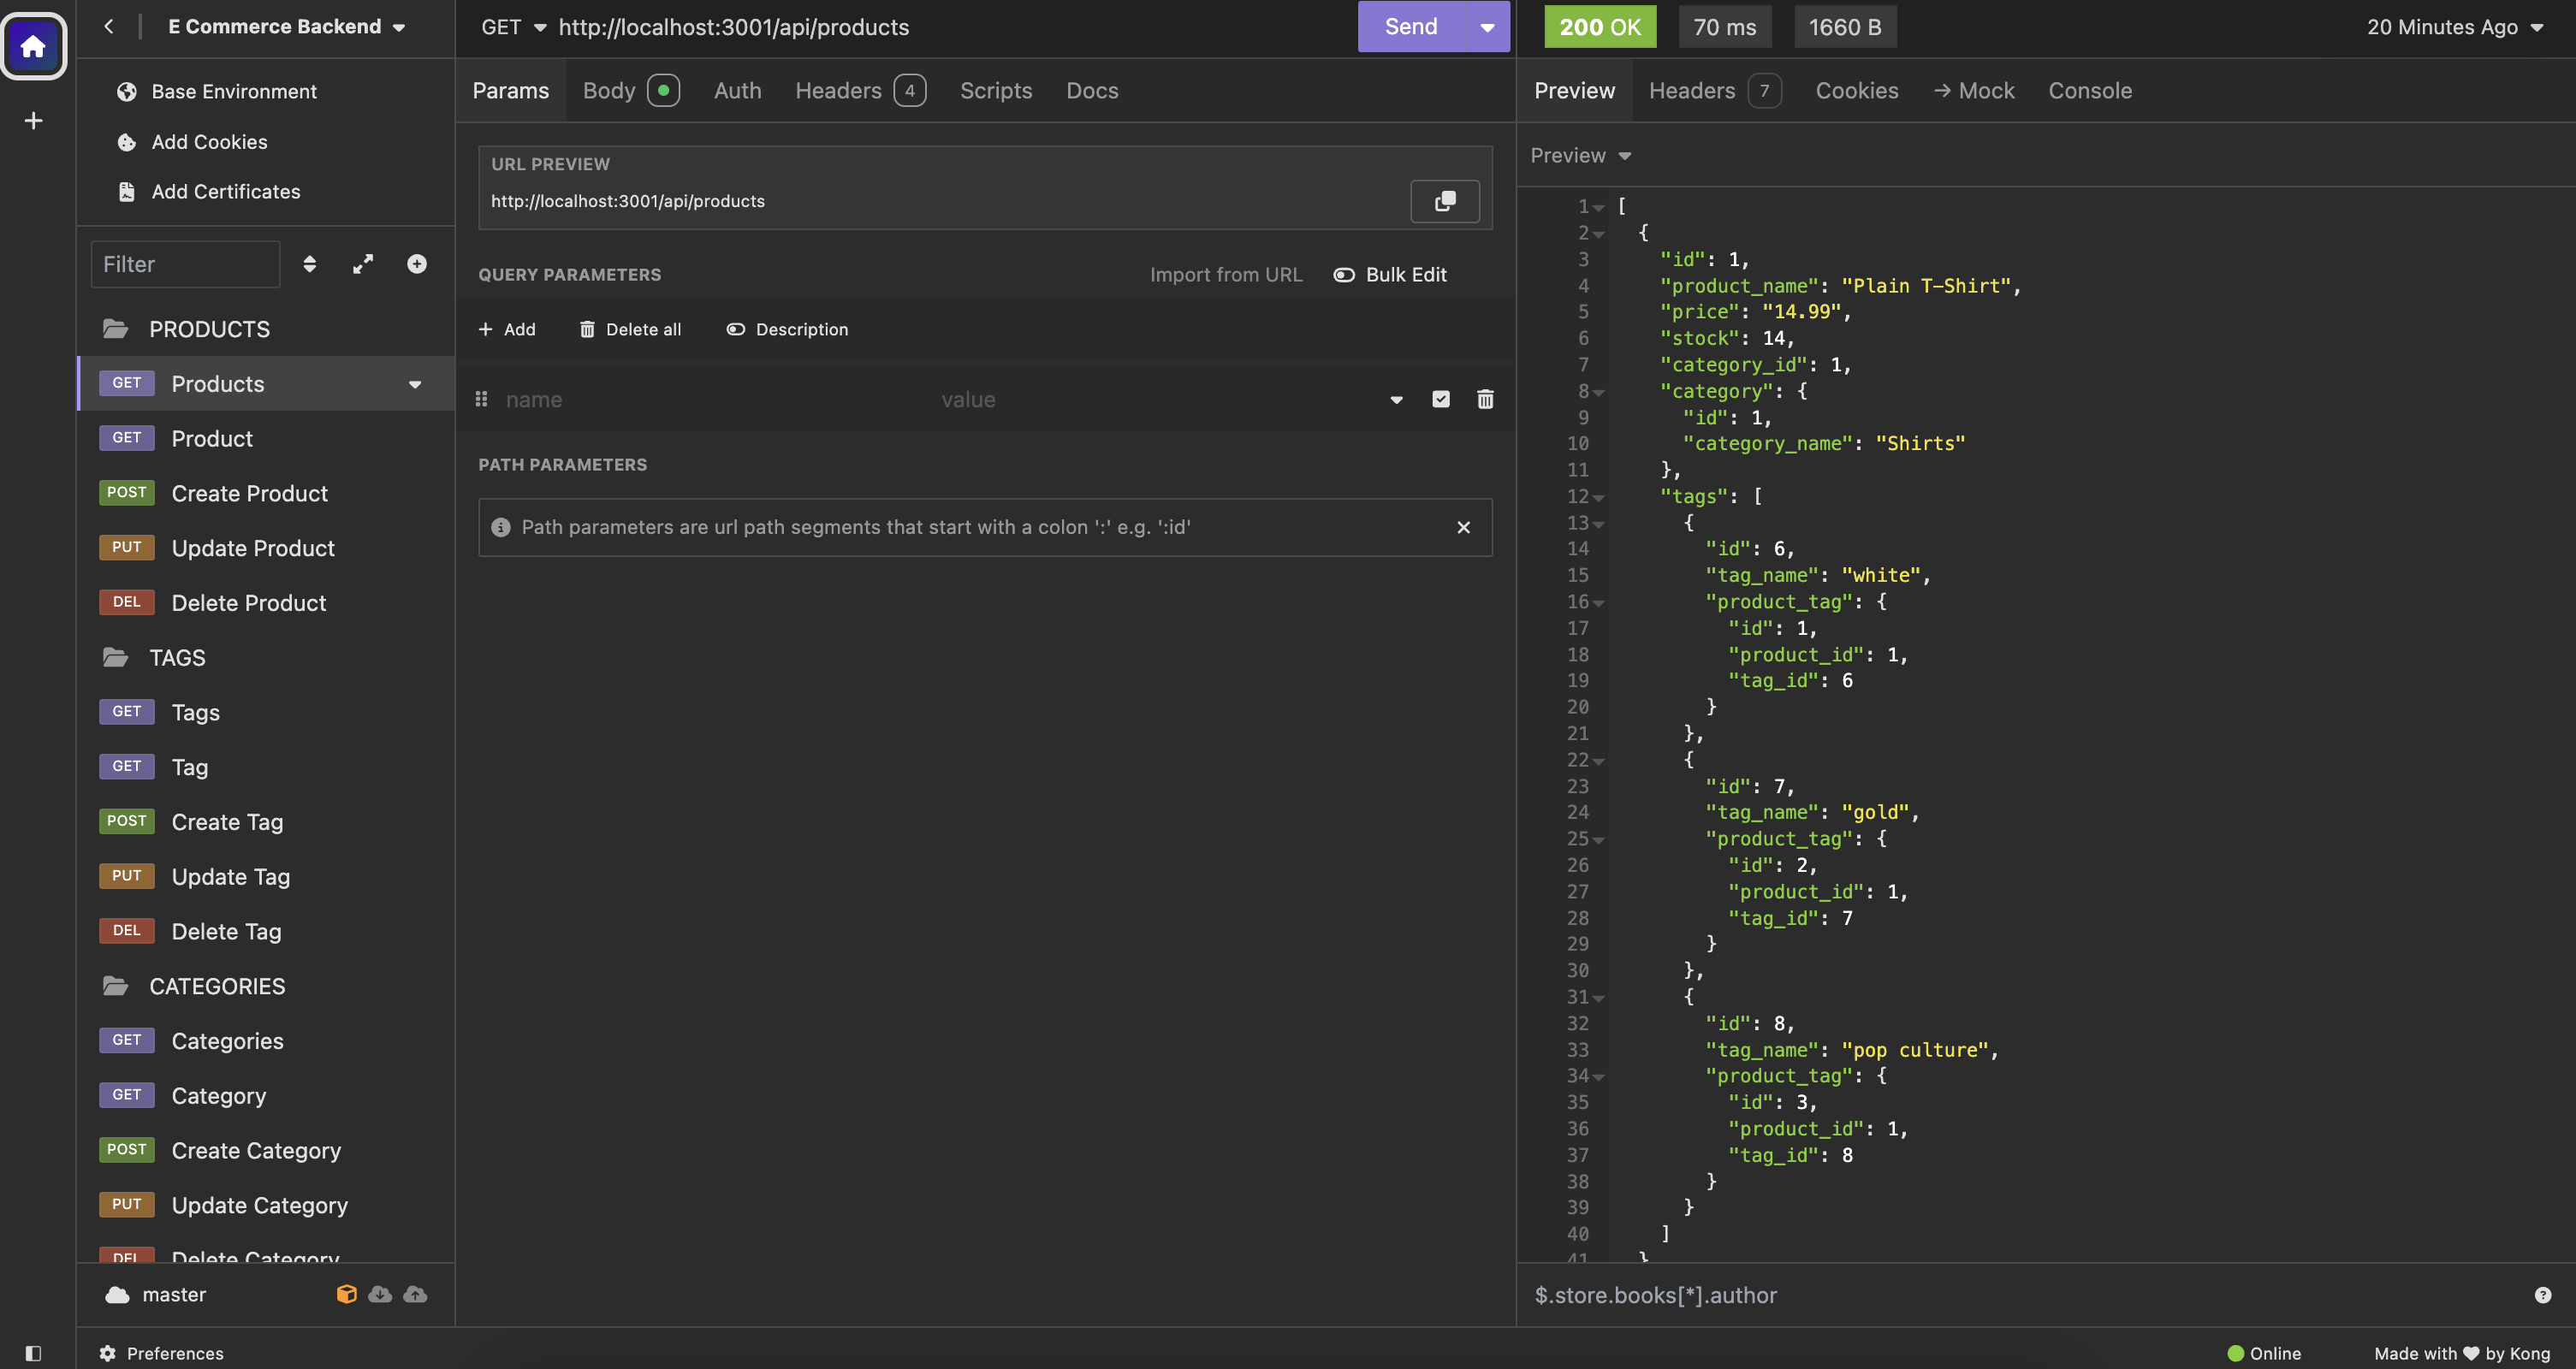 E Commerce Backend
Base Environment
Add Cookies
Add Certificates
Filter
PRODUCTS
GET Products
GET Product
POST Create Product
PUT Update Product
DEL Delete Product
TAGS
GET Tags
GET Tag
POST Create Tag
PUT Update Tag
DEL Delete Tag
CATEGORIES
GET Categories
GET Category
POST Create Category
PUT Update Category
DEL Delete Category
master
Preferences
GET http://localhost:3001/api/products Send
Params Body Auth Headers 4 Scripts Docs
URL PREVIEW
http://localhost:3001/api/products
QUERY PARAMETERS Import from URL Bulk Edit
Add Delete all Description
name value
PATH PARAMETERS
Path parameters are url path segments that start with a colon ':' e.g. ':id'
200 OK 70 ms 1660 B 20 Minutes Ago
Preview Headers 7 Cookies → Mock Console
Preview
1 [
2 {
3 "id": 1,
4 "product_name": "Plain T-Shirt",
5 "price": "14.99",
6 "stock": 14,
7 "category_id": 1,
8 "category": {
9 "id": 1,
10 "category_name": "Shirts"
11 },
12 "tags": [
13 {
14 "id": 6,
15 "tag_name": "white",
16 "product_tag": {
17 "id": 1,
18 "product_id": 1,
19 "tag_id": 6
20 }
21 },
22 {
23 "id": 7,
24 "tag_name": "gold",
25 "product_tag": {
26 "id": 2,
27 "product_id": 1,
28 "tag_id": 7
29 }
30 },
31 {
32 "id": 8,
33 "tag_name": "pop culture",
34 "product_tag": {
35 "id": 3,
36 "product_id": 1,
37 "tag_id": 8
38 }
39 }
40 ]
41 }
$.store.books[*].author
Online Made with ♥ by Kong